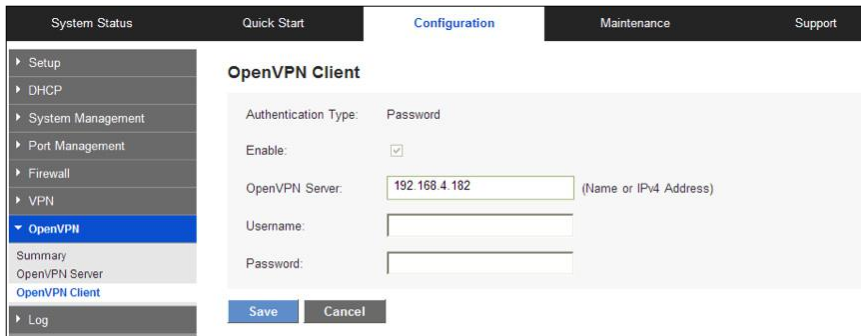 System Status Quick Start Configuration Maintenance Support
Setup
DHCP
System Management
Port Management
Firewall
VPN
OpenVPN
Summary
OpenVPN Server
OpenVPN Client
Log
OpenVPN Client
Authentication Type: Password
Enable:
OpenVPN Server: 192.168.4.182 (Name or IPv4 Address)
Username:
Password:
Save Cancel